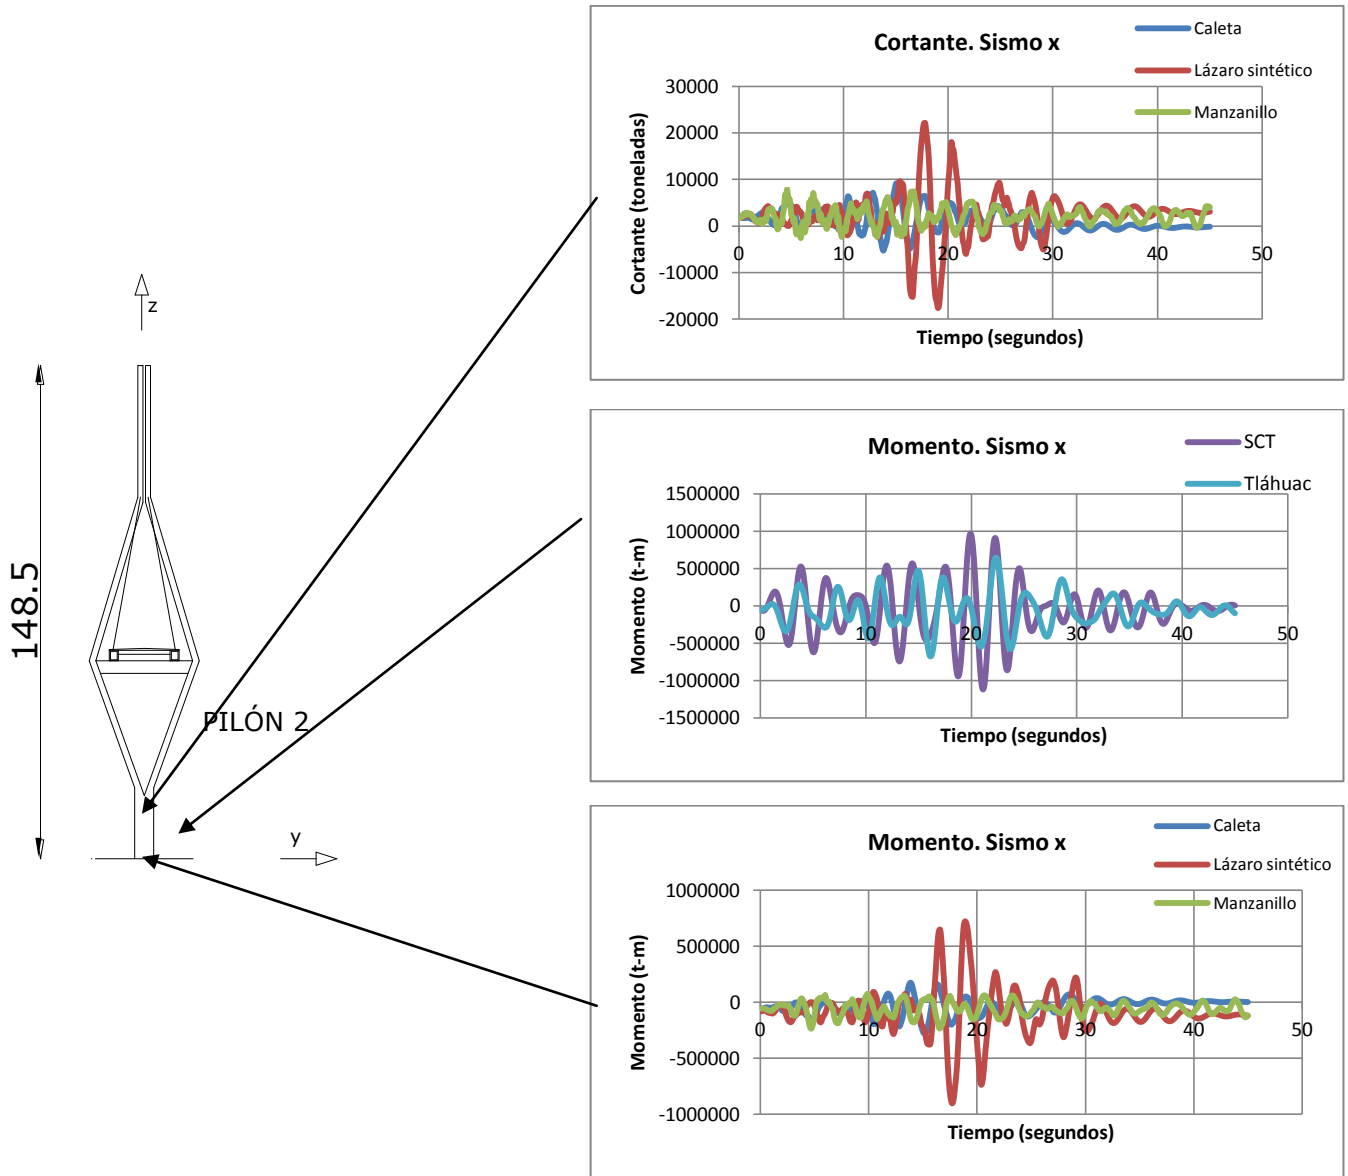 z
148.5
PILÓN 2
y
Cortante. Sismo x
Caleta
Lázaro sintético
Manzanillo
Cortante (toneladas)
30000
20000
10000
0
-10000
-20000
0 10 20 30 40 50
Tiempo (segundos)
Momento. Sismo x
SCT
Tláhuac
Momento (t-m)
1500000
1000000
500000
0
-500000
-1000000
-1500000
0 10 20 30 40 50
Tiempo (segundos)
Momento. Sismo x
Caleta
Lázaro sintético
Manzanillo
Momento (t-m)
1000000
500000
0
-500000
-1000000
0 10 20 30 40 50
Tiempo (segundos)